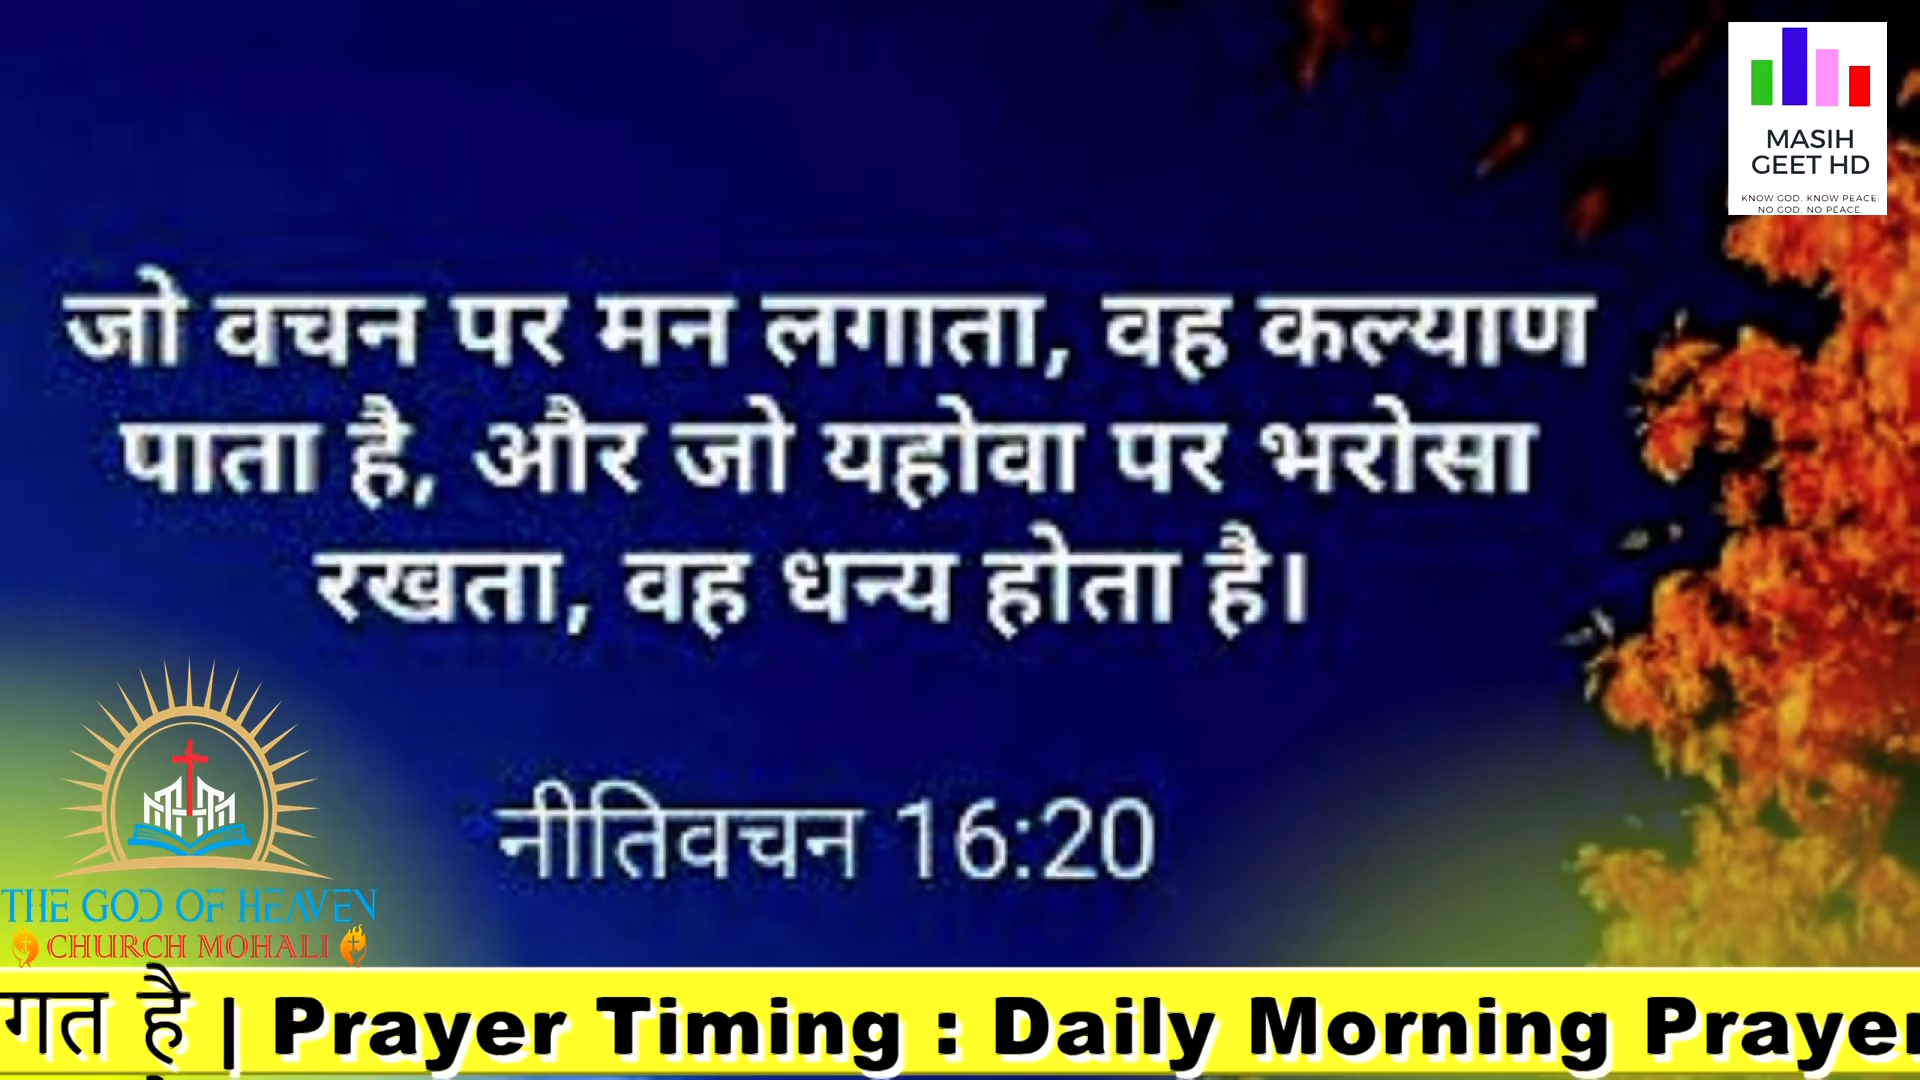 MASIH
GEET HD
KNOW GOD, KNOW PEACE;
NO GOD, NO PEACE.
जो वचन पर मन लगाता, वह कल्याण
पाता है, और जो यहोवा पर भरोसा
रखता, वह धन्य होता है।
नीतिवचन 16:20
THE GOD OF HEAVEN
CHURCH MOHALI
गत है | Prayer Timing : Daily Morning Prayer